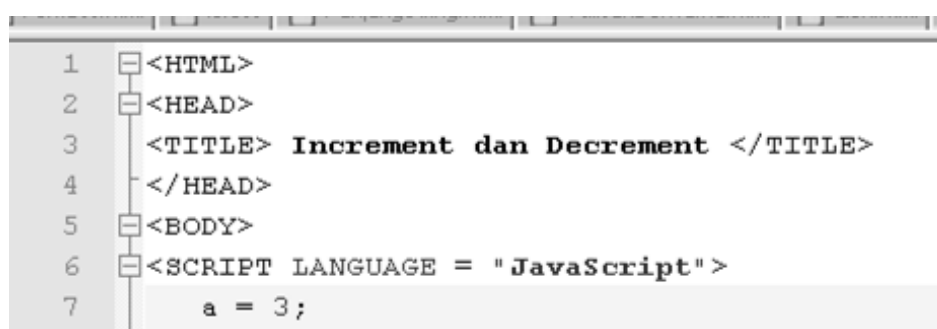 1 <HTML>
2 <HEAD>
3 <TITLE> Increment dan Decrement </TITLE>
4 </HEAD>
5 <BODY>
6 <SCRIPT LANGUAGE = "JavaScript">
7 a = 3;